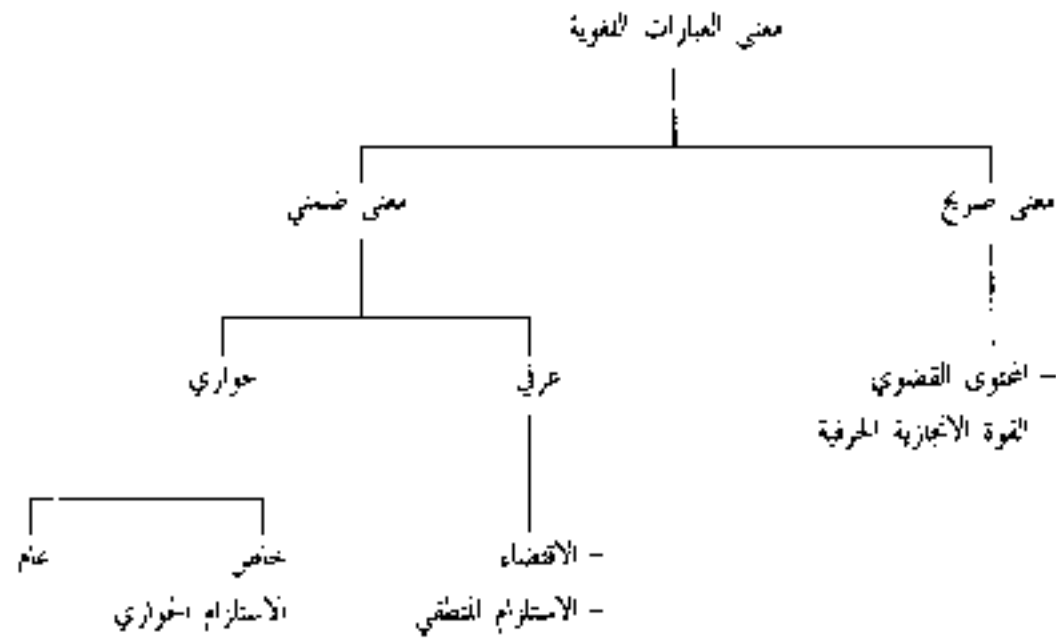 معنى العبارات اللغوية
معنى صريح
معنى ضمني
- المحتوى القضوي
القوة الانجازية الحرفية
عرفي
حواري
- الاقتضاء
- الاستلزام المنطقي
خاص
عام
الاستلزام الحواري